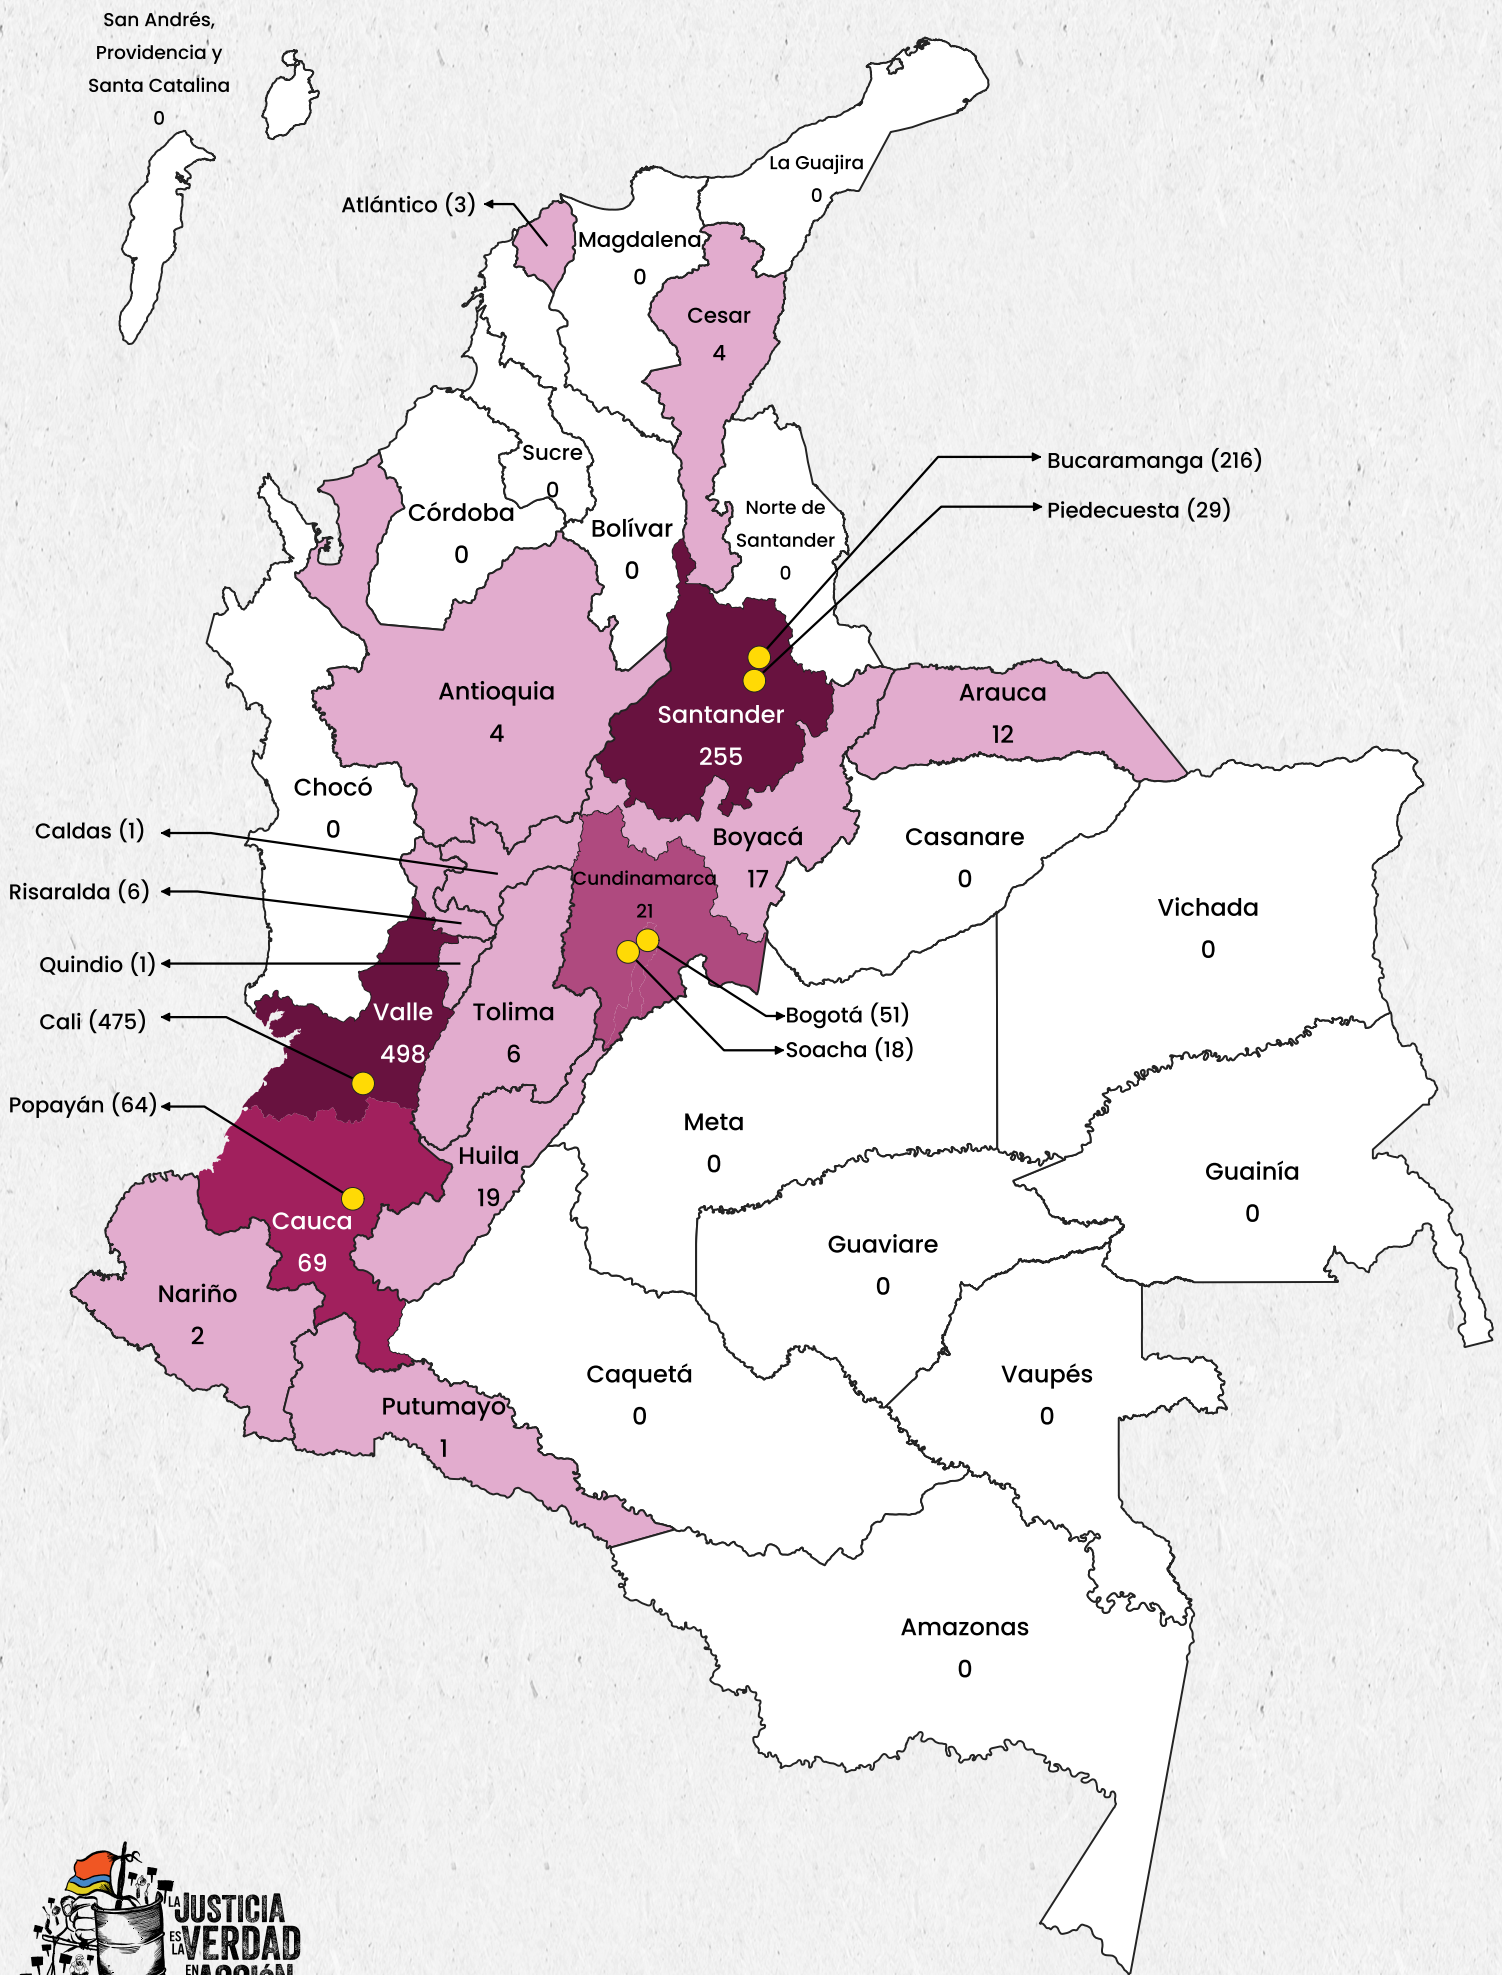 San Andrés,
Providencia y
Santa Catalina
0
La Guajira
0
Atlántico (3)
Magdalena
0
Cesar
4
Sucre
0
Córdoba
0
Bolívar
0
Norte de
Santander
0
Bucaramanga (216)
Piedecuesta (29)
Antioquia
4
Santander
255
Arauca
12
Chocó
0
Caldas (1)
Boyacá
17
Casanare
0
Risaralda (6)
Cundinamarca
21
Vichada
0
Quindio (1)
Cali (475)
Valle
498
Tolima
6
Bogotá (51)
Soacha (18)
Popayán (64)
Meta
0
Huila
19
Guainía
0
Cauca
69
Guaviare
0
Nariño
2
Caquetá
0
Vaupés
0
Putumayo
1
Amazonas
0
LA JUSTICIA
ES LA VERDAD
EN ACCIÓN